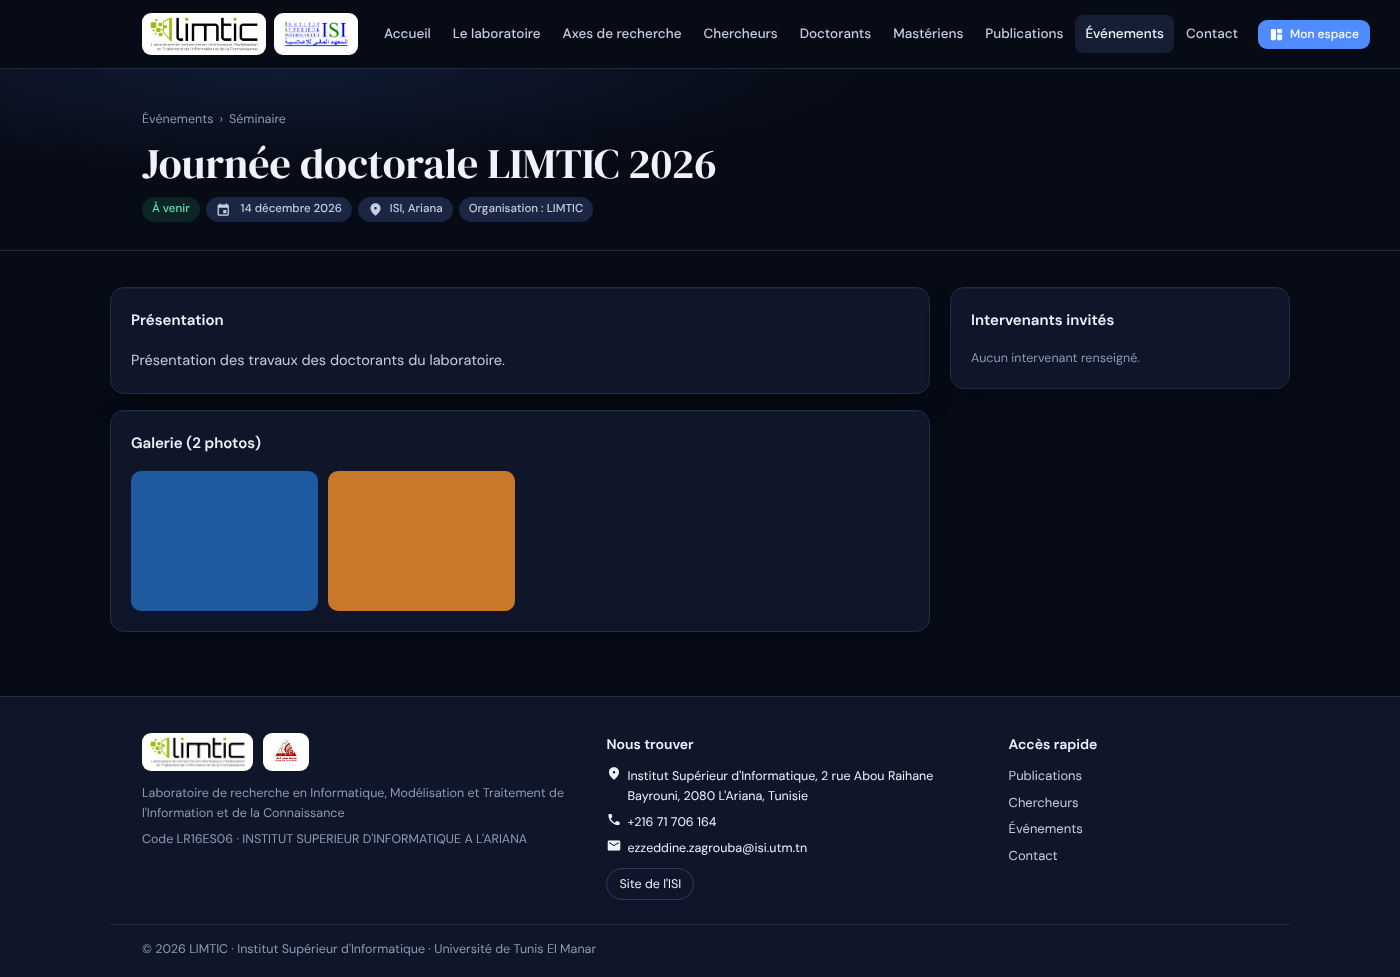 limtic
ISI
Accueil
Le laboratoire
Axes de recherche
Chercheurs
Doctorants
Mastériens
Publications
Événements
Contact
Mon espace
Événements › Séminaire
Journée doctorale LIMTIC 2026
À venir
14 décembre 2026
ISI, Ariana
Organisation : LIMTIC
Présentation
Présentation des travaux des doctorants du laboratoire.
Intervenants invités
Aucun intervenant renseigné.
Galerie (2 photos)
limtic
Laboratoire de recherche en Informatique, Modélisation et Traitement de
l'Information et de la Connaissance
Code LR16ES06 · INSTITUT SUPERIEUR D'INFORMATIQUE A L'ARIANA
Nous trouver
Institut Supérieur d'Informatique, 2 rue Abou Raihane
Bayrouni, 2080 L'Ariana, Tunisie
+216 71 706 164
ezzeddine.zagrouba@isi.utm.tn
Site de l'ISI
Accès rapide
Publications
Chercheurs
Événements
Contact
© 2026 LIMTIC · Institut Supérieur d'Informatique · Université de Tunis El Manar